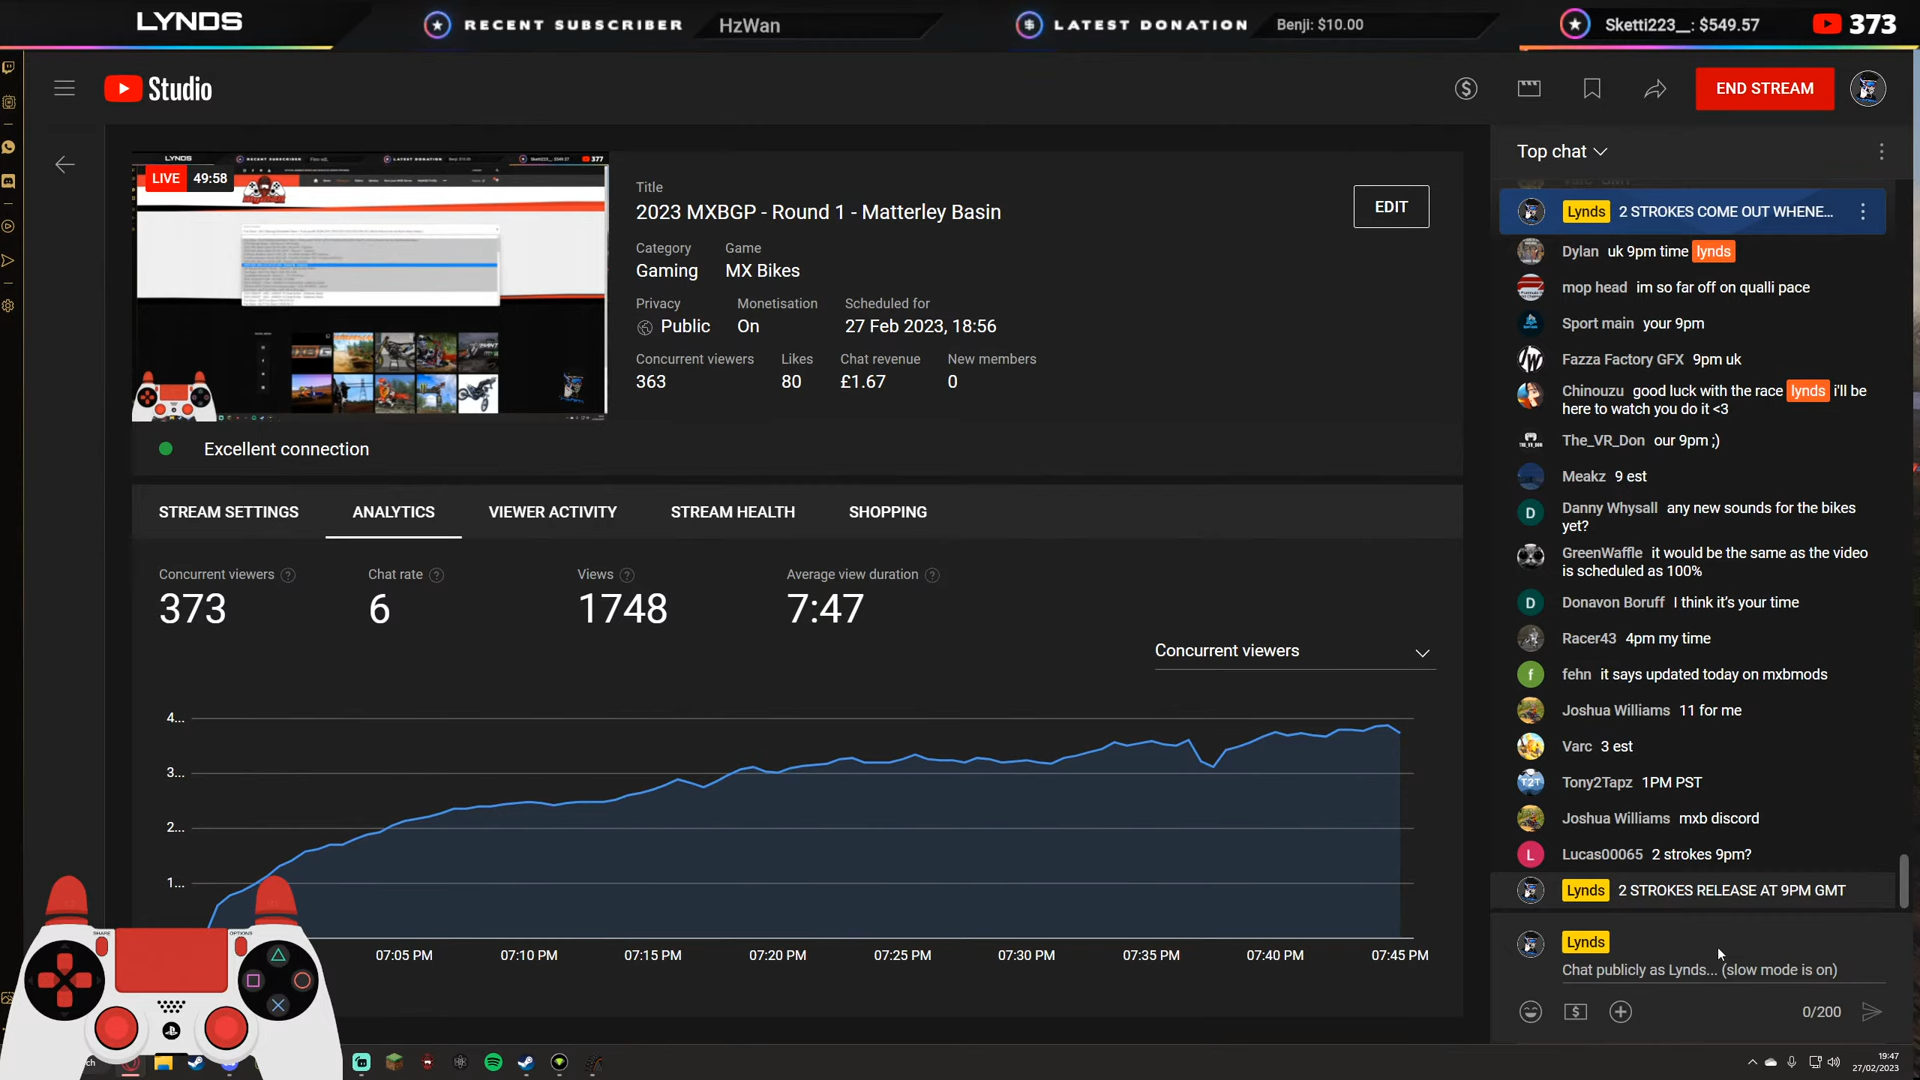 LYNDS
RECENT SUBSCRIBER HzWan
LATEST DONATION Benji: $10.00
Sketti223__: $549.57 373
Studio
END STREAM
LIVE 49:58
Title
2023 MXBGP - Round 1 - Matterley Basin
EDIT
Category Game
Gaming MX Bikes
Privacy Monetisation Scheduled for
Public On 27 Feb 2023, 18:56
Concurrent viewers Likes Chat revenue New members
363 80 £1.67 0
Excellent connection
STREAM SETTINGS ANALYTICS VIEWER ACTIVITY STREAM HEALTH SHOPPING
Concurrent viewers Chat rate Views Average view duration
373 6 1748 7:47
Concurrent viewers
4...
3...
2...
1...
07:05 PM 07:10 PM 07:15 PM 07:20 PM 07:25 PM 07:30 PM 07:35 PM 07:40 PM 07:45 PM
Top chat
Lynds 2 STROKES COME OUT WHENE...
Dylan uk 9pm time lynds
mop head im so far off on qualli pace
Sport main your 9pm
Fazza Factory GFX 9pm uk
Chinouzu good luck with the race lynds i'll be
here to watch you do it <3
The_VR_Don our 9pm ;)
Meakz 9 est
Danny Whysall any new sounds for the bikes
yet?
GreenWaffle it would be the same as the video
is scheduled as 100%
Donavon Boruff I think it's your time
Racer43 4pm my time
fehn it says updated today on mxbmods
Joshua Williams 11 for me
Varc 3 est
Tony2Tapz 1PM PST
Joshua Williams mxb discord
Lucas00065 2 strokes 9pm?
Lynds 2 STROKES RELEASE AT 9PM GMT
Lynds
Chat publicly as Lynds... (slow mode is on)
0/200
SHARE OPTIONS
19:47
27/02/2023